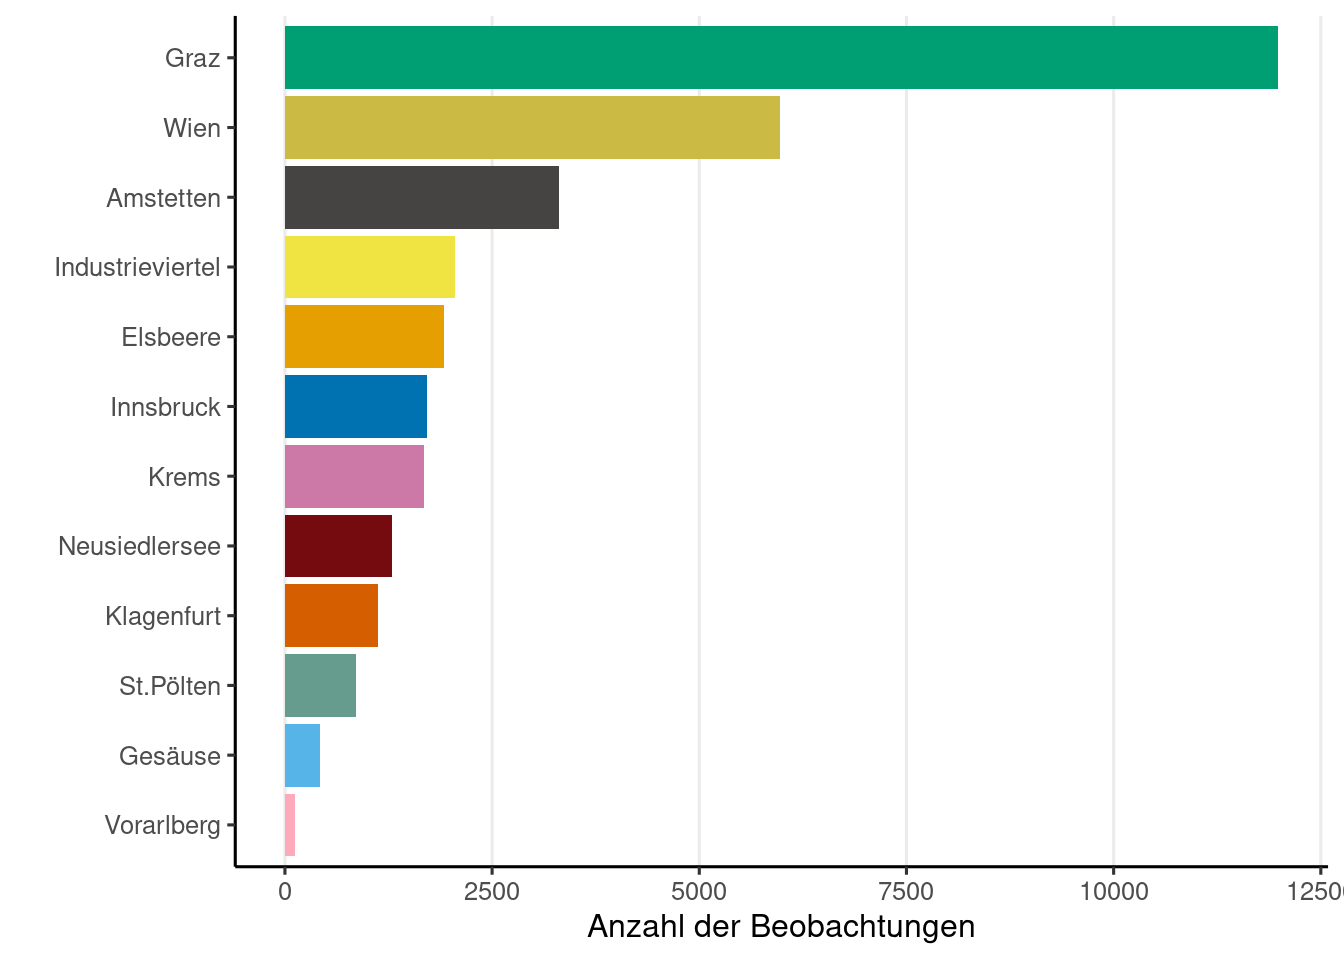 Graz
Wien
Amstetten
Industrieviertel
Elsbeere
Innsbruck
Krems
Neusiedlersee
Klagenfurt
St.Pölten
Gesäuse
Vorarlberg
0 2500 5000 7500 10000 1250
Anzahl der Beobachtungen